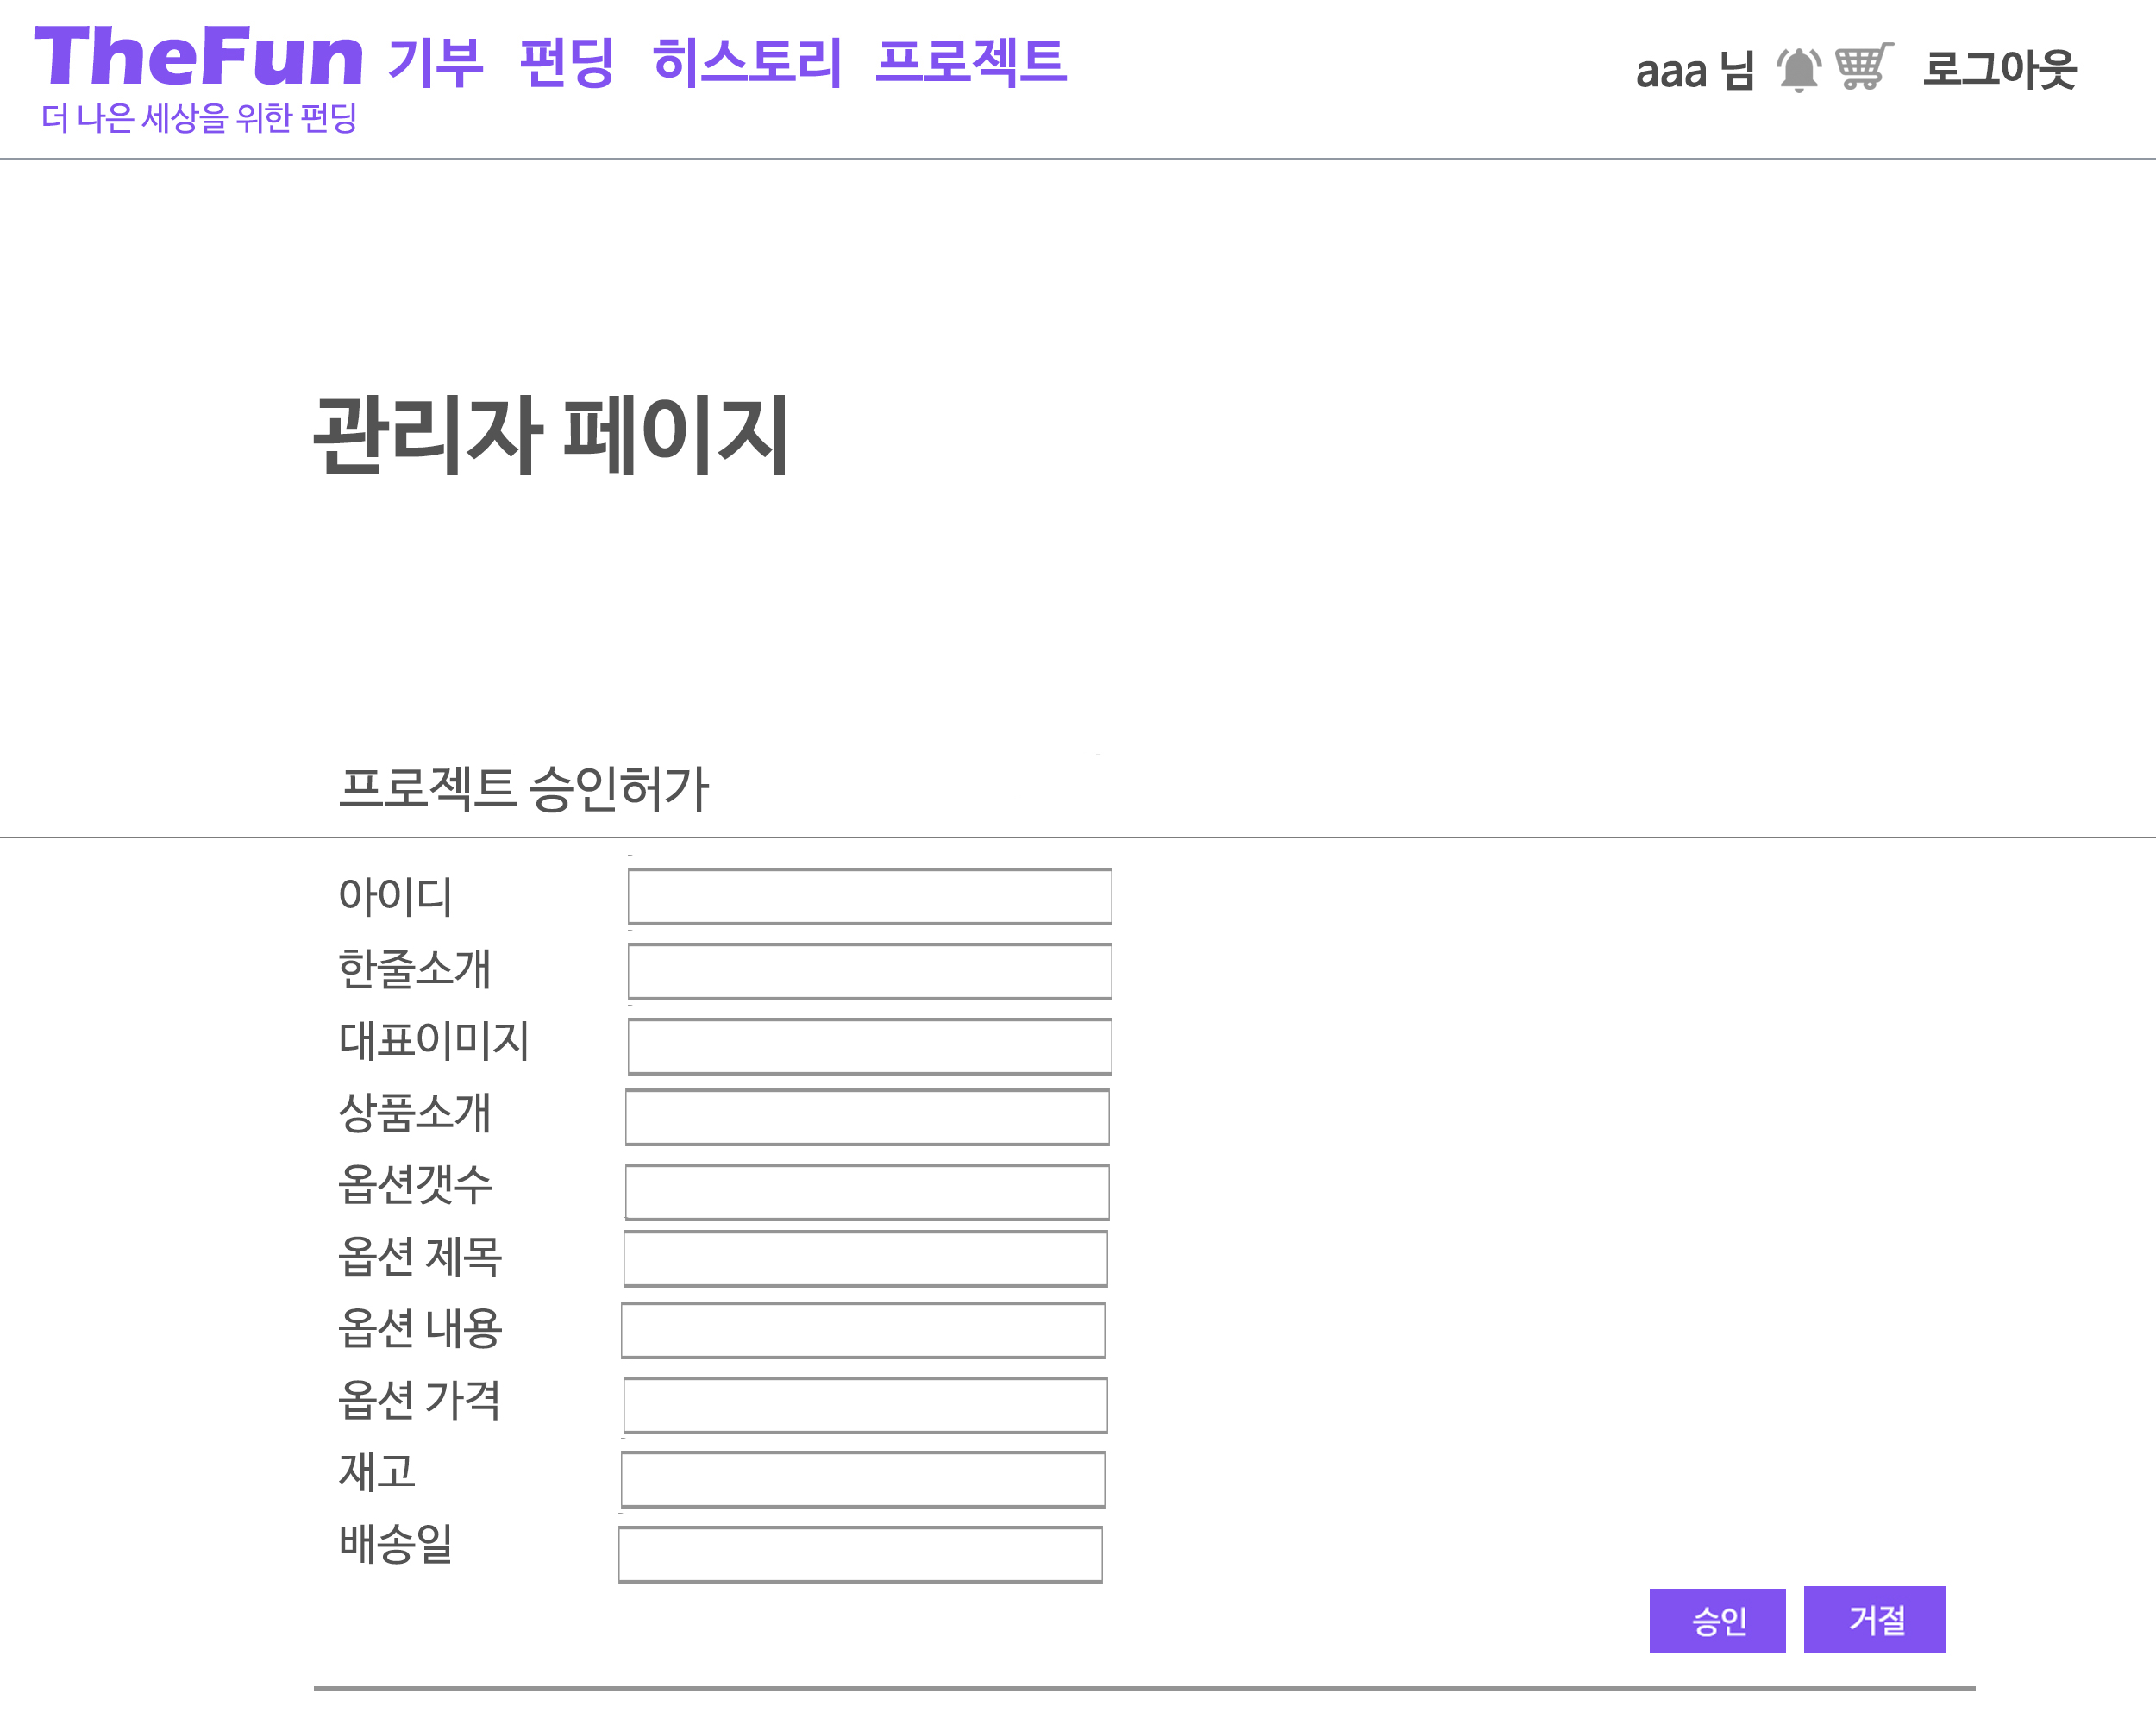 TheFun 기부 펀딩 히스토리 프로젝트 aaa 님 로그아웃
더 나은 세상을 위한 펀딩
관리자 페이지
프로젝트 승인허가
아이디
한줄소개
대표이미지
상품소개
옵션갯수
옵션 제목
옵션 내용
옵션 가격
재고
배송일
승인 거절